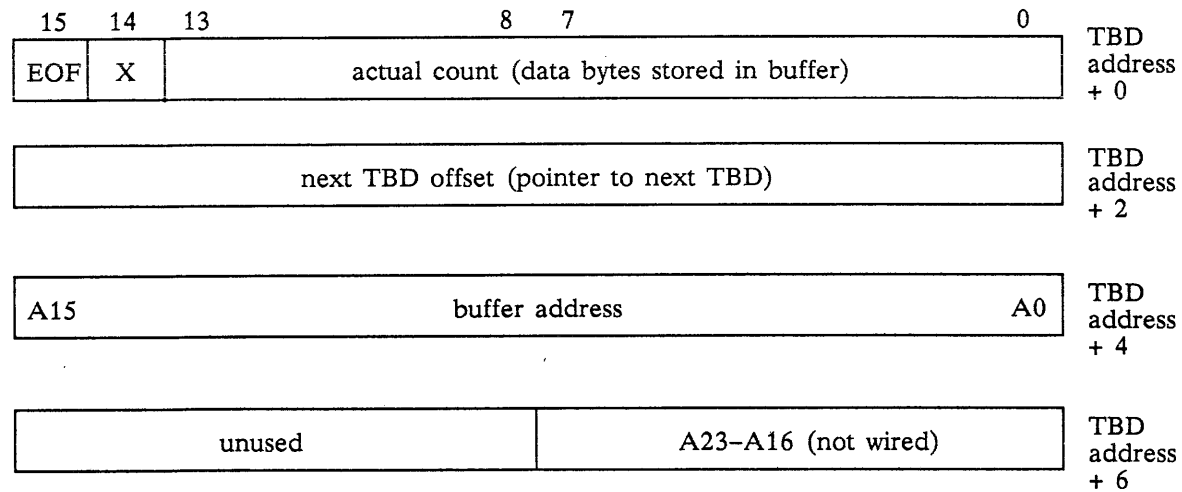 15 14 13 8 7 0
EOF X actual count (data bytes stored in buffer)
TBD
address
+ 0
next TBD offset (pointer to next TBD)
TBD
address
+ 2
A15 buffer address A0
TBD
address
+ 4
unused A23–A16 (not wired)
TBD
address
+ 6